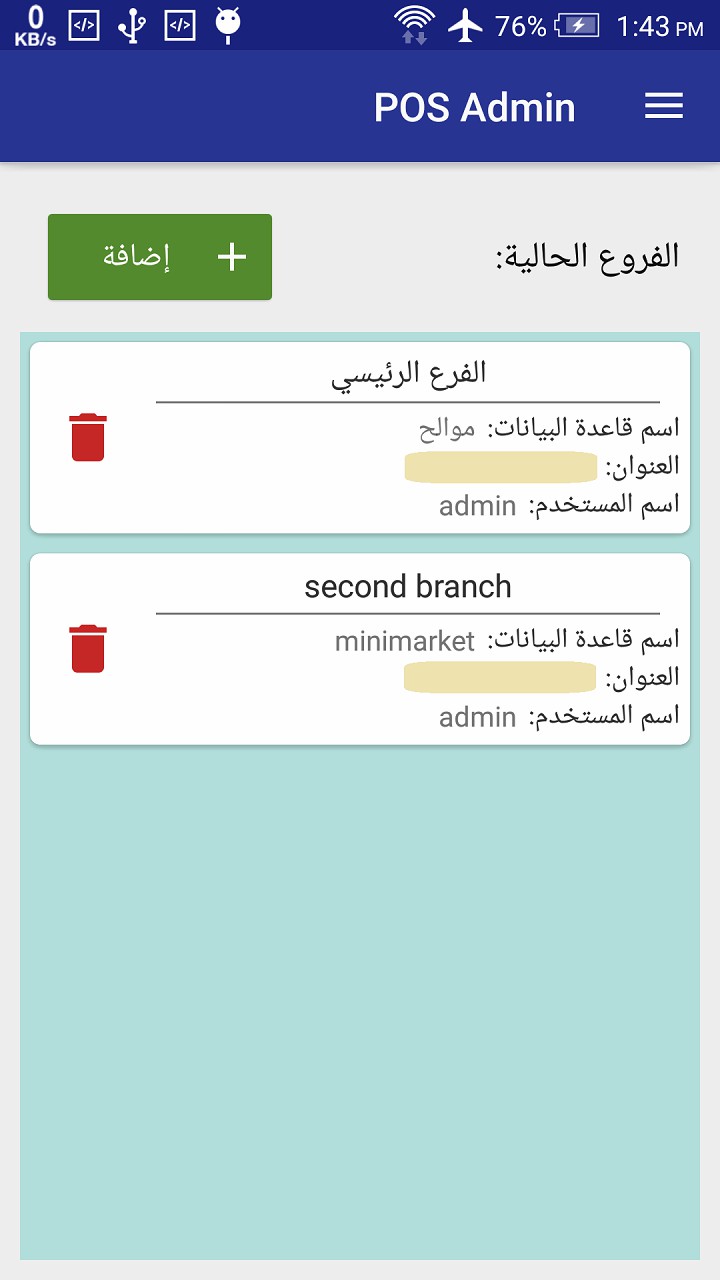 0 KB/s 76% 1:43 PM
POS Admin
الفروع الحالية:
إضافة
الفرع الرئيسي
اسم قاعدة البيانات: موالح
العنوان:
اسم المستخدم: admin
second branch
اسم قاعدة البيانات: minimarket
العنوان:
اسم المستخدم: admin